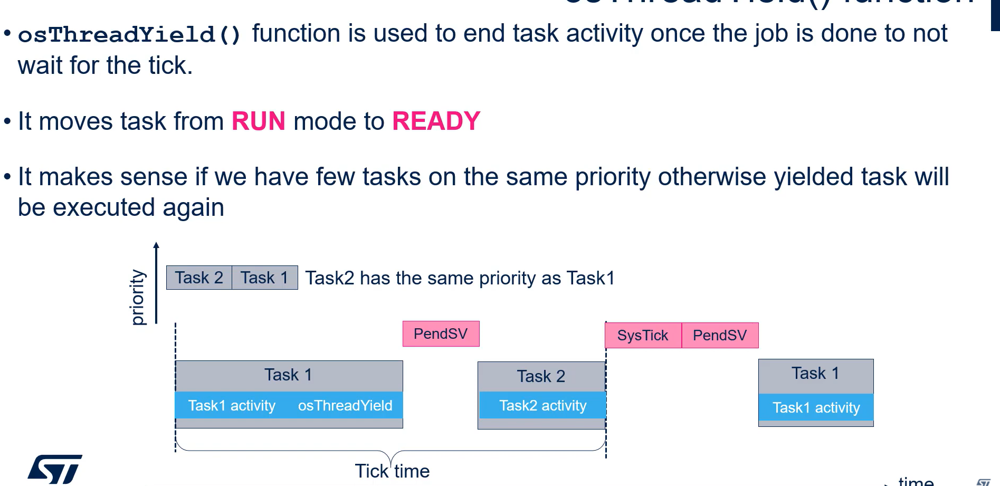 osThreadYield() function
• osThreadYield() function is used to end task activity once the job is done to not
wait for the tick.
• It moves task from RUN mode to READY
• It makes sense if we have few tasks on the same priority otherwise yielded task will
be executed again
priority
Task 2 Task 1 Task2 has the same priority as Task1
PendSV
SysTick PendSV
Task 1
Task 2
Task 1
Task1 activity osThreadYield
Task2 activity
Task1 activity
Tick time
time
ST